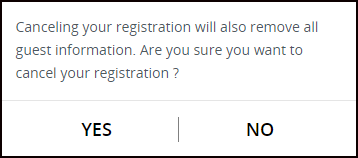 Canceling your registration will also remove all
guest information. Are you sure you want to
cancel your registration ?
YES | NO